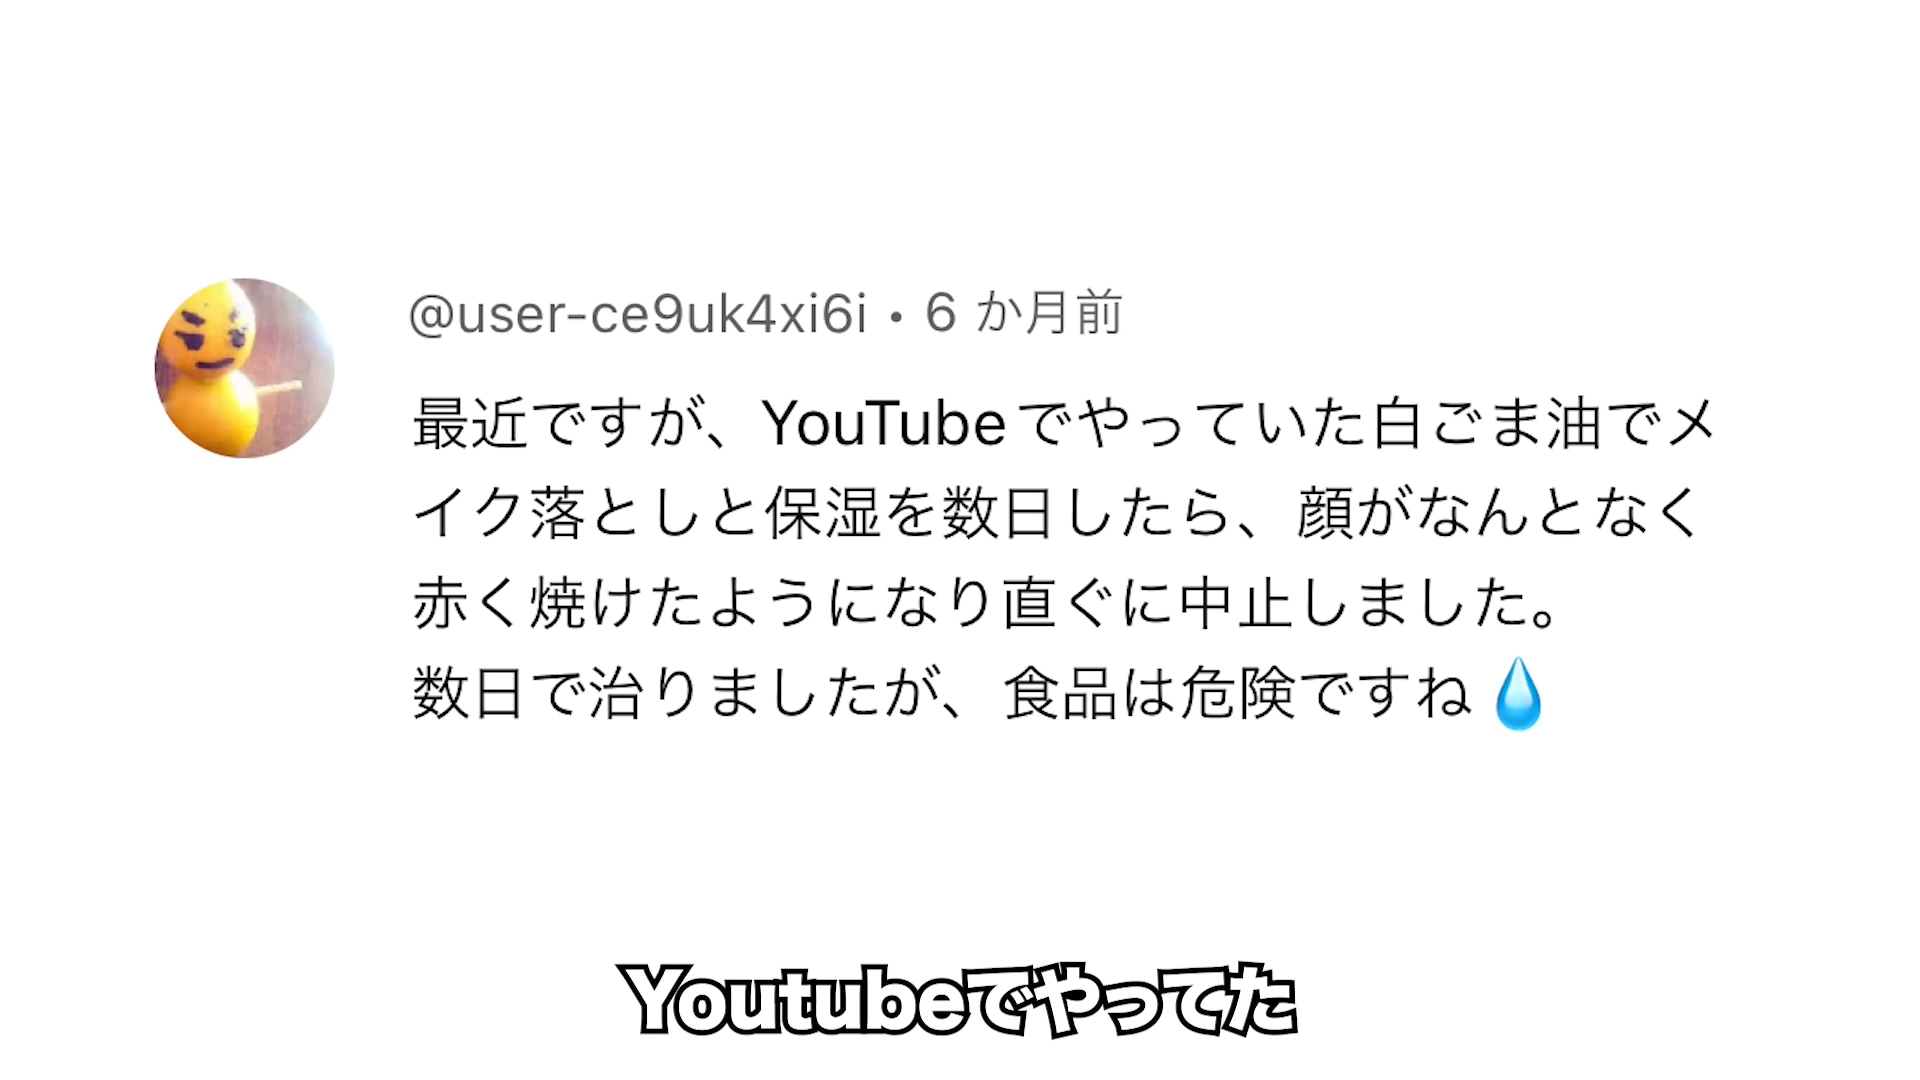 @user-ce9uk4xi6i • 6 か月前
最近ですが、YouTubeでやっていた白ごま油でメ
イク落としと保湿を数日したら、顔がなんとなく
赤く焼けたようになり直ぐに中止しました。
数日で治りましたが、食品は危険ですね💧
Youtubeでやってた